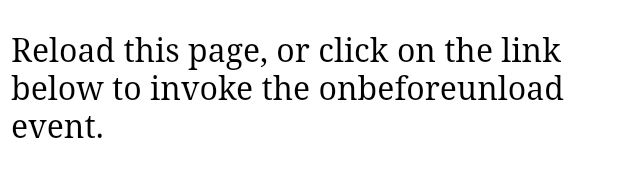 Reload this page, or click on the link
below to invoke the onbeforeunload
event.